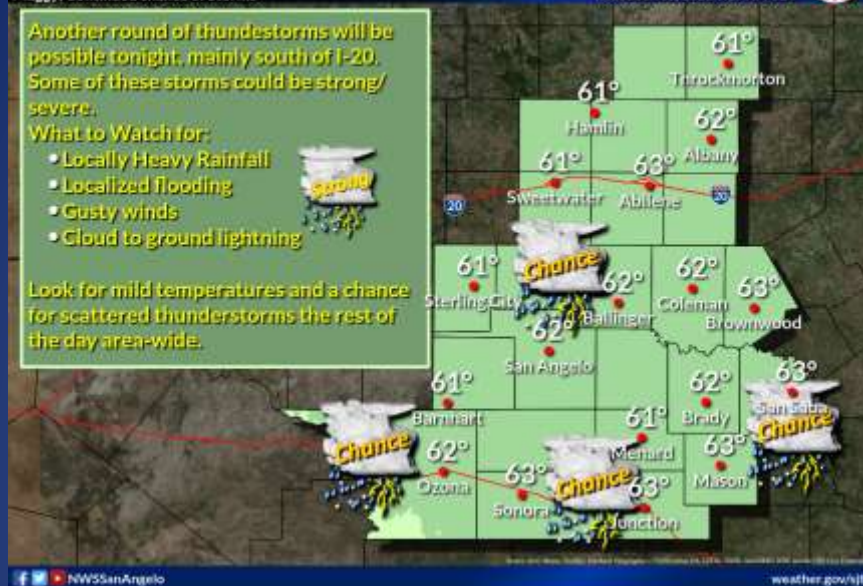 Another round of thundestorms will be
possible tonight, mainly south of I-20.
Some of these storms could be strong/
severe.
What to Watch for:
• Locally Heavy Rainfall
• Localized flooding
• Gusty winds
• Cloud to ground lightning
Strong
Look for mild temperatures and a chance
for scattered thunderstorms the rest of
the day area-wide.
61°
Throckmorton
61°
Hamlin
62°
Albany
61°
Sweetwater
63°
Abilene
20
20
Chance
61°
Sterling City
62°
Ballinger
62°
Coleman
63°
Brownwood
62°
San Angelo
61°
Barnhart
62°
Brady
63°
San Saba
Chance
Chance
62°
Ozona
61°
Menard
63°
Mason
63°
Sonora
Chance
63°
Junction
NWSSanAngelo
weather.gov/sj